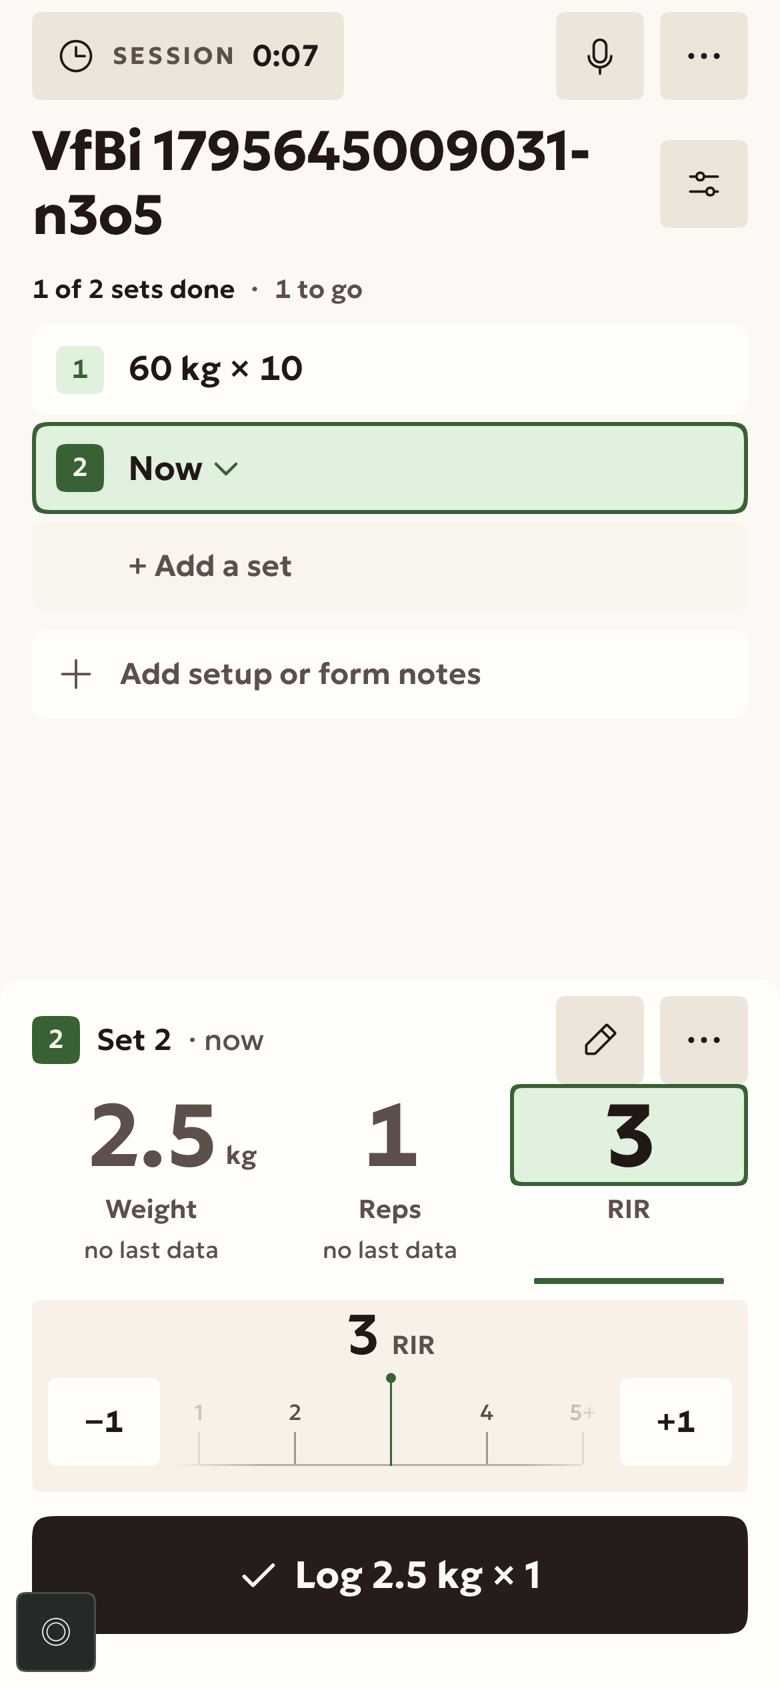 SESSION 0:07
VfBi 1795645009031-
n3o5
1 of 2 sets done · 1 to go
1 60 kg × 10
2 Now
+ Add a set
Add setup or form notes
2 Set 2 · now
2.5 kg 1 3
Weight Reps RIR
no last data no last data
3 RIR
−1 1 2 4 5+ +1
Log 2.5 kg × 1